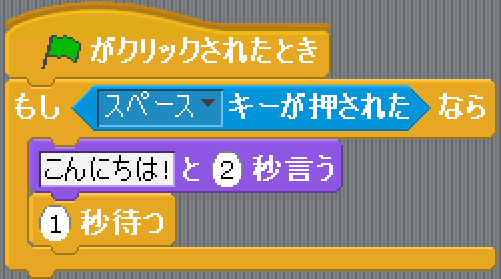 がクリックされたとき
もし スペース キーが押された なら
こんにちは! と 2 秒言う
1 秒待つ